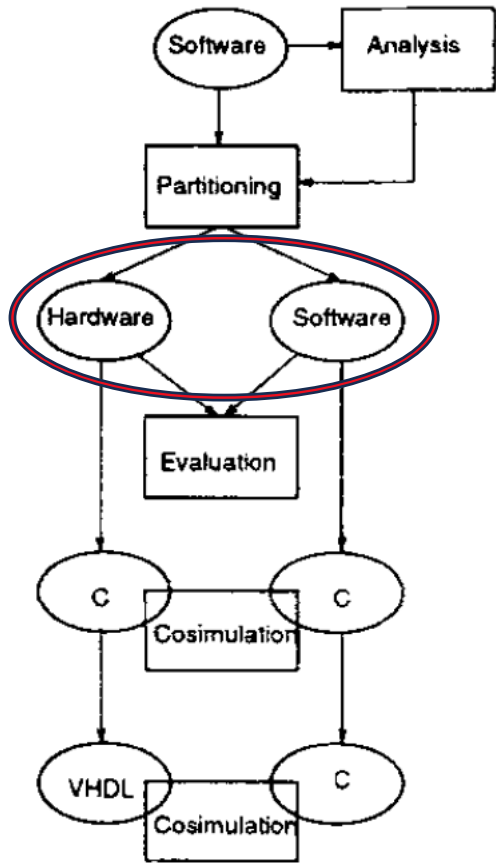 Software
Analysis
Partitioning
Hardware
Software
Evaluation
C
C
Cosimulation
VHDL
C
Cosimulation